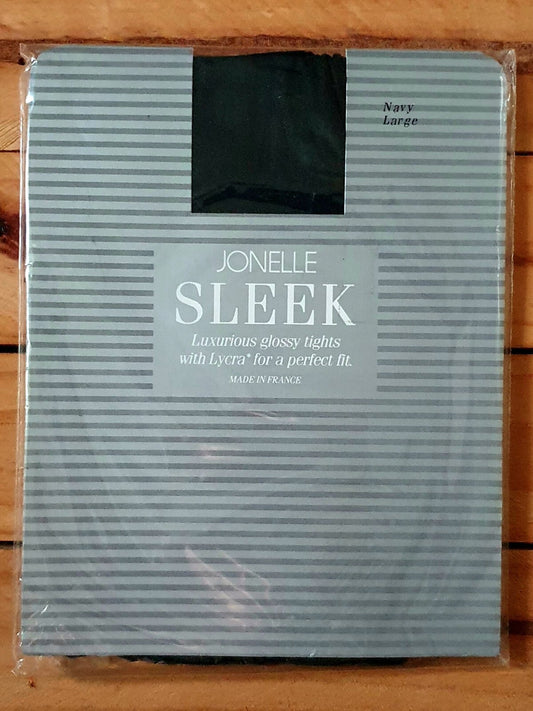 Navy
Large
JONELLE
SLEEK
Luxurious glossy tights
with Lycra* for a perfect fit.
MADE IN FRANCE